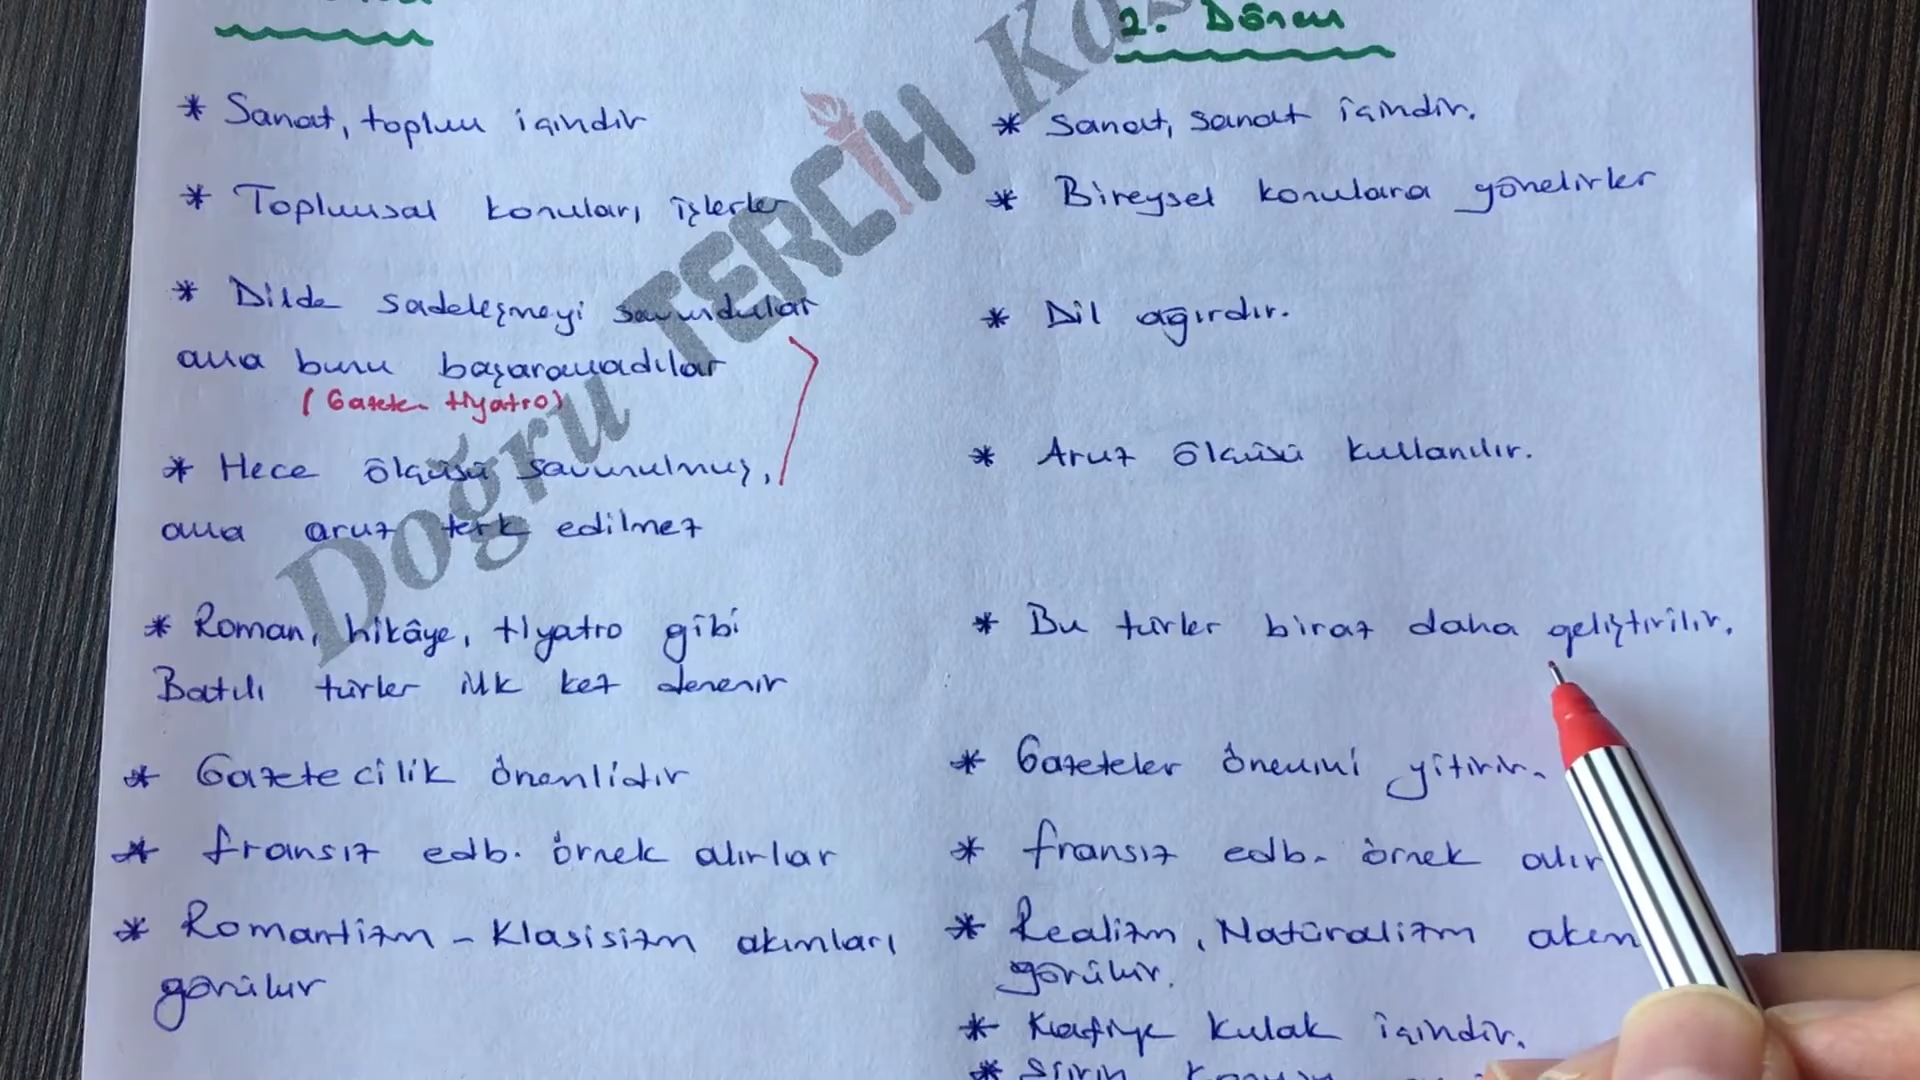 2. Dönem
* Sanat, toplum içindir
* Toplumsal konuları işlerler
* Dilde sadeleşmeyi savundular
ama bunu başaramadılar
(Gazete - tiyatro)
* Hece ölçüsü savunulmuş,
ama aruz terk edilmez
* Roman, hikâye, tiyatro gibi
Batılı türler ilk kez denenir
* Gazetecilik önemlidir
* Fransız edb. örnek alırlar
* Romantizm - Klasisizm akımları
görülür
* Sanat, sanat içindir.
* Bireysel konulara yönelirler
* Dil ağırdır.
* Aruz ölçüsü kullanılır.
* Bu türler biraz daha geliştirilir.
* Gazeteler önemini yitirir.
* Fransız edb. örnek alır
* Realizm, Natüralizm akım
görülür.
* Kafiye kulak içindir.
* Şiirin
Doğru TERCİH